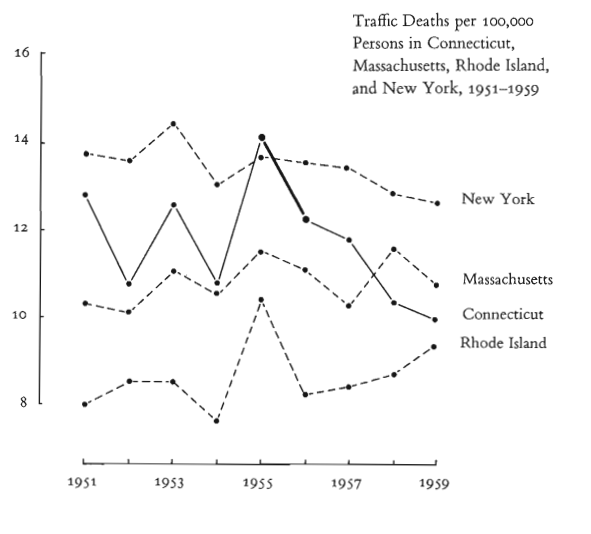 Traffic Deaths per 100,000
Persons in Connecticut,
Massachusetts, Rhode Island,
and New York, 1951–1959
16
14
12
10
8
New York
Massachusetts
Connecticut
Rhode Island
1951 1953 1955 1957 1959